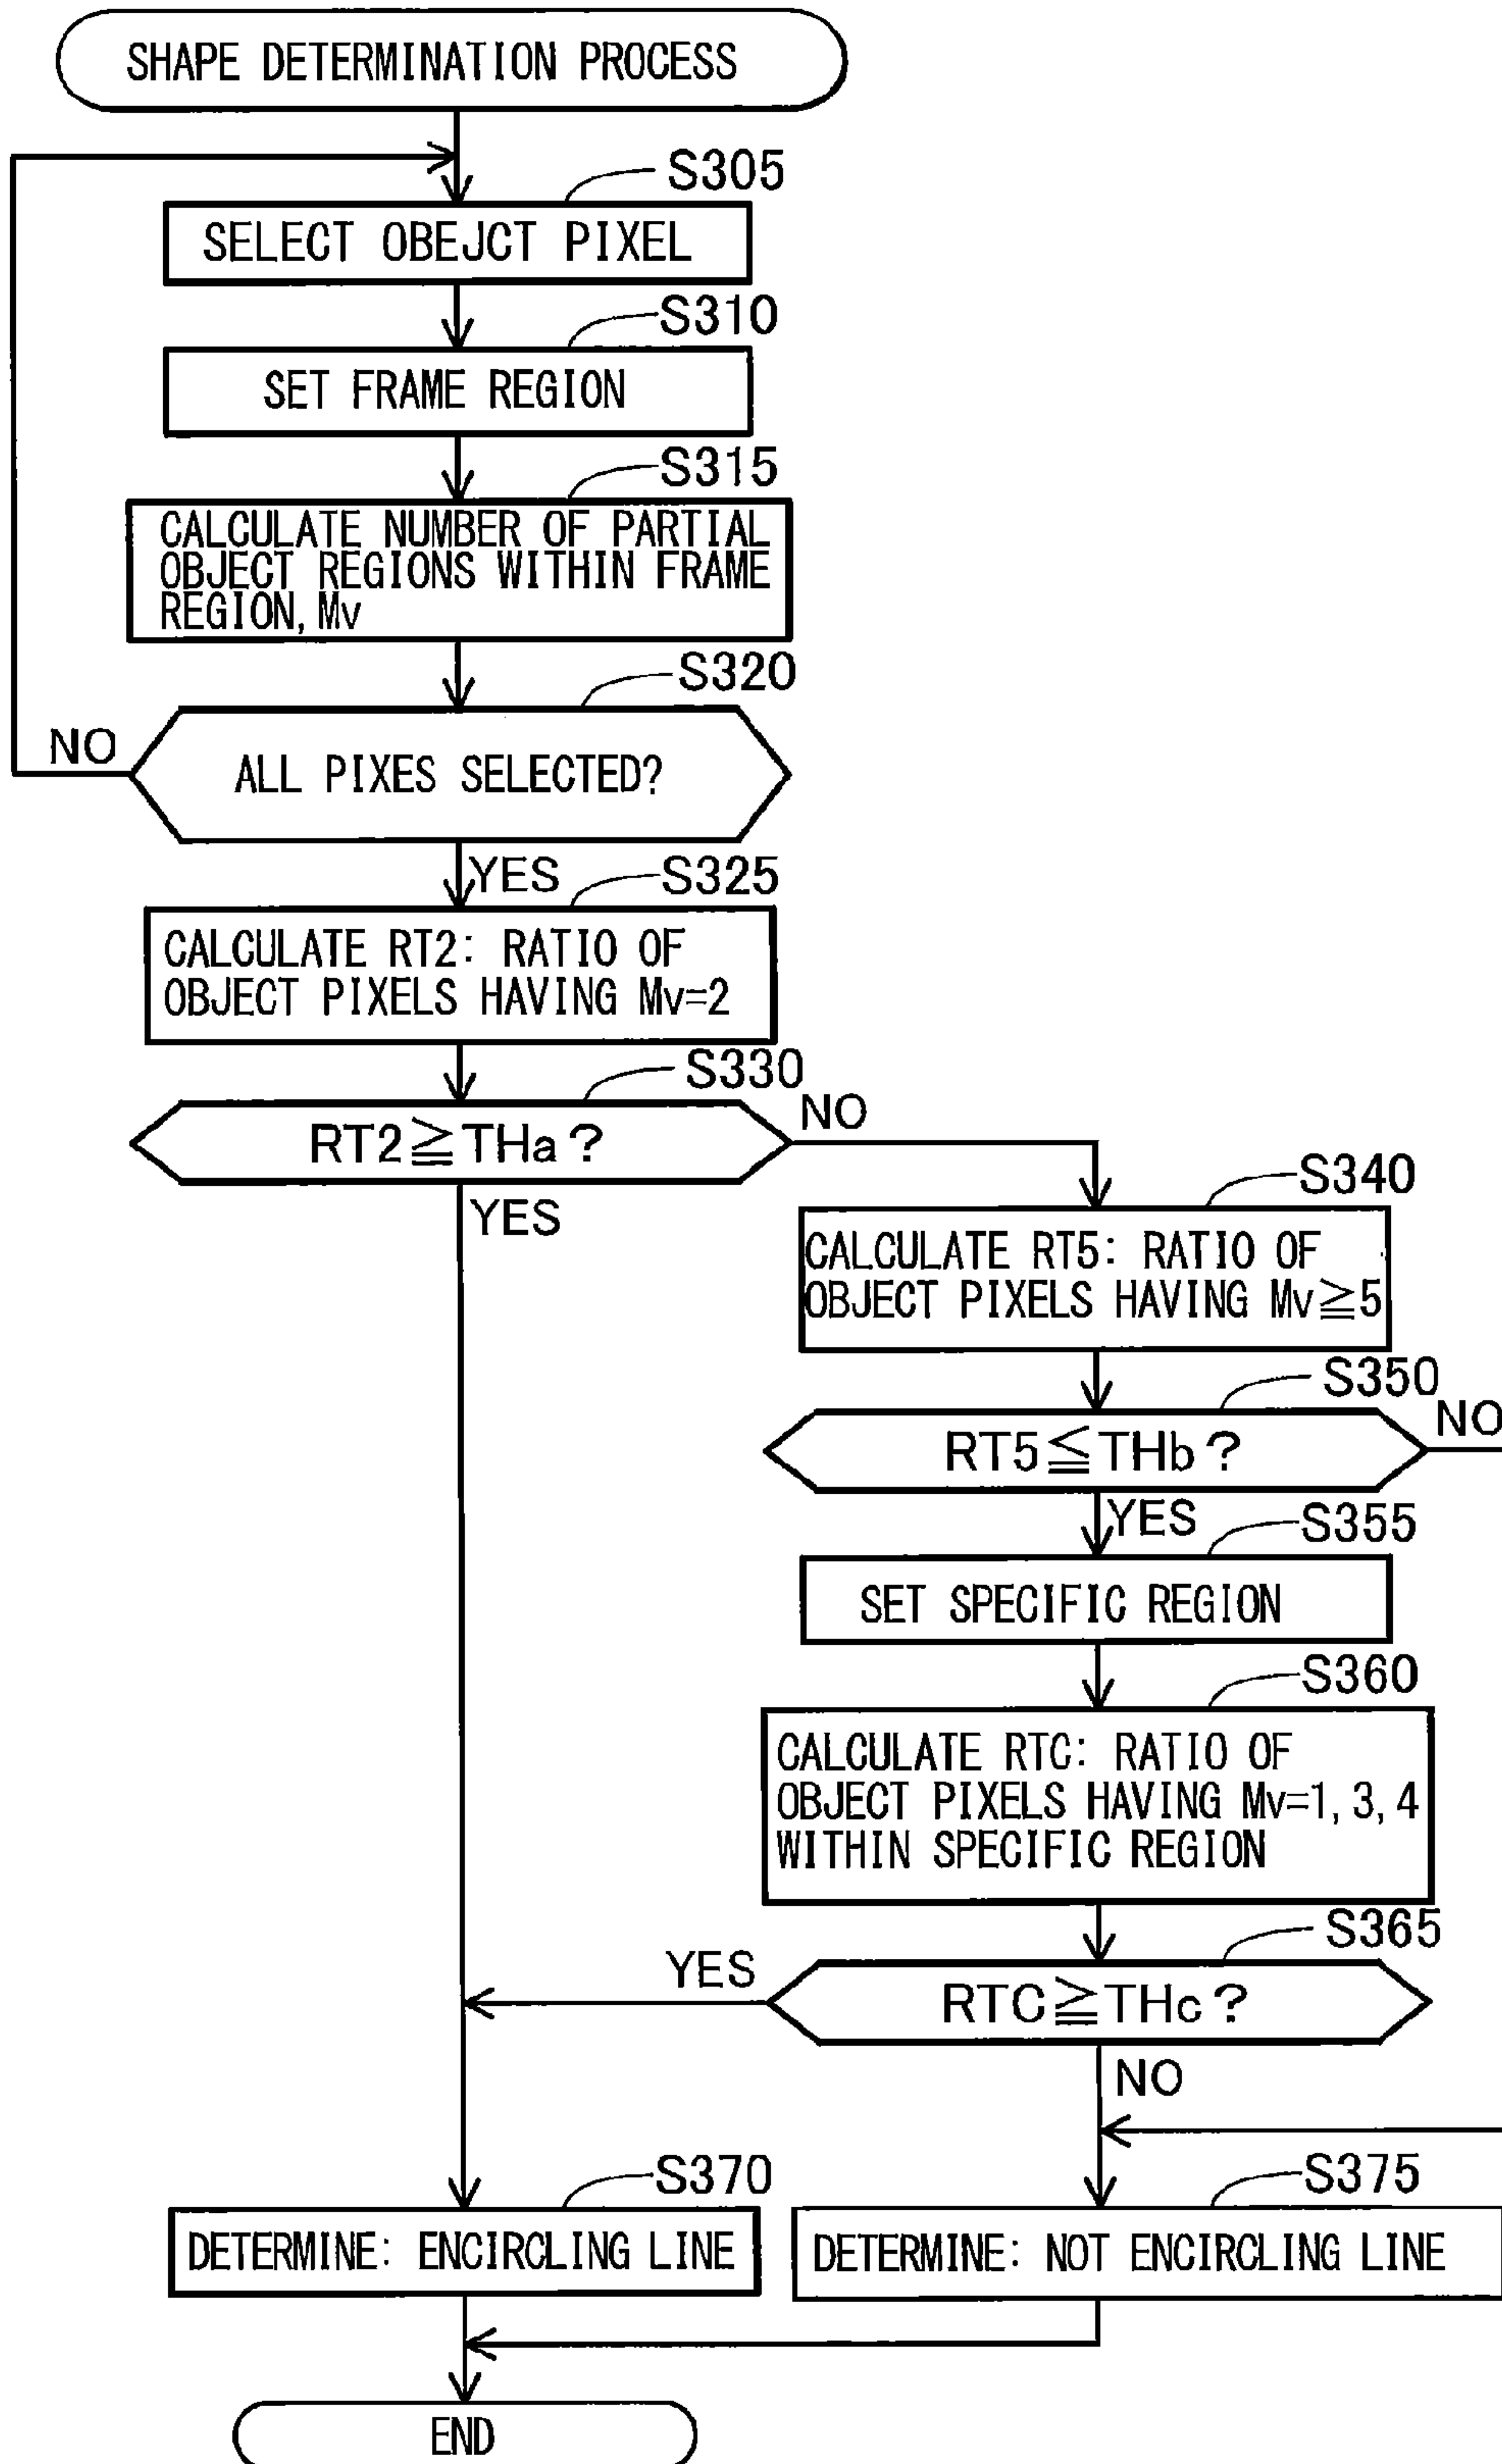 SHAPE DETERMINATION PROCESS
S305
SELECT OBEJCT PIXEL
S310
SET FRAME REGION
S315
CALCULATE NUMBER OF PARTIAL
OBJECT REGIONS WITHIN FRAME
REGION, Mv
S320
NO
ALL PIXES SELECTED?
YES
S325
CALCULATE RT2: RATIO OF
OBJECT PIXELS HAVING Mv=2
S330
RT2≧THa?
NO
YES
S340
CALCULATE RT5: RATIO OF
OBJECT PIXELS HAVING Mv≧5
S350
RT5≦THb?
NO
YES
S355
SET SPECIFIC REGION
S360
CALCULATE RTC: RATIO OF
OBJECT PIXELS HAVING Mv=1, 3, 4
WITHIN SPECIFIC REGION
S365
YES
RTC≧THc?
NO
S370
DETERMINE: ENCIRCLING LINE
S375
DETERMINE: NOT ENCIRCLING LINE
END